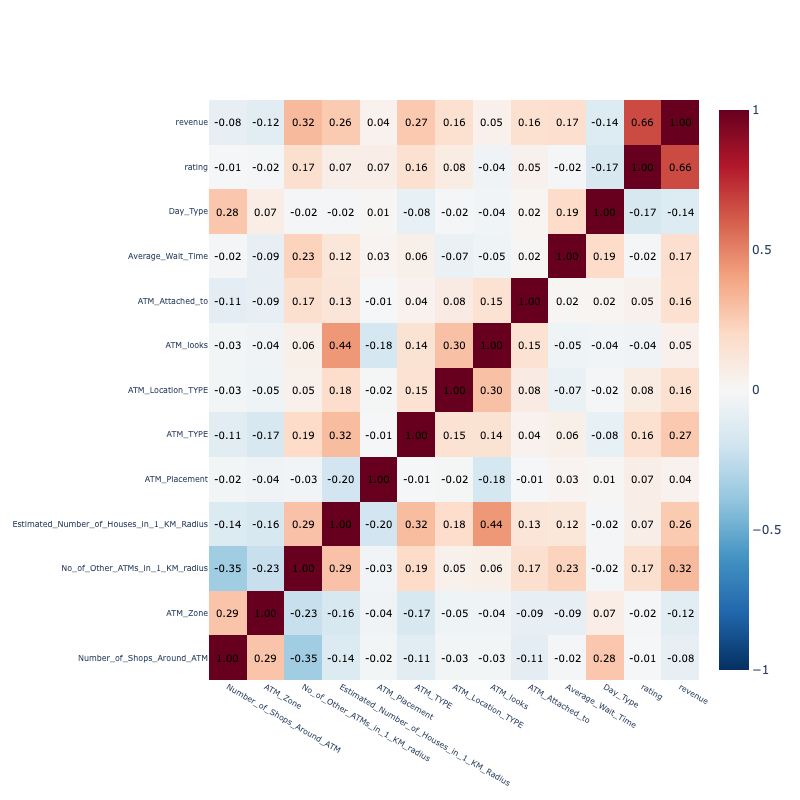 revenue -0.08 -0.12 0.32 0.26 0.04 0.27 0.16 0.05 0.16 0.17 -0.14 0.66 1.00
rating -0.01 -0.02 0.17 0.07 0.07 0.16 0.08 -0.04 0.05 -0.02 -0.17 1.00 0.66
Day_Type 0.28 0.07 -0.02 -0.02 0.01 -0.08 -0.02 -0.04 0.02 0.19 1.00 -0.17 -0.14
Average_Wait_Time -0.02 -0.09 0.23 0.12 0.03 0.06 -0.07 -0.05 0.02 1.00 0.19 -0.02 0.17
ATM_Attached_to -0.11 -0.09 0.17 0.13 -0.01 0.04 0.08 0.15 1.00 0.02 0.02 0.05 0.16
ATM_looks -0.03 -0.04 0.06 0.44 -0.18 0.14 0.30 1.00 0.15 -0.05 -0.04 -0.04 0.05
ATM_Location_TYPE -0.03 -0.05 0.05 0.18 -0.02 0.15 1.00 0.30 0.08 -0.07 -0.02 0.08 0.16
ATM_TYPE -0.11 -0.17 0.19 0.32 -0.01 1.00 0.15 0.14 0.04 0.06 -0.08 0.16 0.27
ATM_Placement -0.02 -0.04 -0.03 -0.20 1.00 -0.01 -0.02 -0.18 -0.01 0.03 0.01 0.07 0.04
Estimated_Number_of_Houses_in_1_KM_Radius -0.14 -0.16 0.29 1.00 -0.20 0.32 0.18 0.44 0.13 0.12 -0.02 0.07 0.26
No_of_Other_ATMs_in_1_KM_radius -0.35 -0.23 1.00 0.29 -0.03 0.19 0.05 0.06 0.17 0.23 -0.02 0.17 0.32
ATM_Zone 0.29 1.00 -0.23 -0.16 -0.04 -0.17 -0.05 -0.04 -0.09 -0.09 0.07 -0.02 -0.12
Number_of_Shops_Around_ATM 1.00 0.29 -0.35 -0.14 -0.02 -0.11 -0.03 -0.03 -0.11 -0.02 0.28 -0.01 -0.08
Number_of_Shops_Around_ATM
ATM_Zone
No_of_Other_ATMs_in_1_KM_radius
Estimated_Number_of_Houses_in_1_KM_Radius
ATM_Placement
ATM_TYPE
ATM_Location_TYPE
ATM_looks
ATM_Attached_to
Average_Wait_Time
Day_Type
rating
revenue
1
0.5
0
−0.5
−1